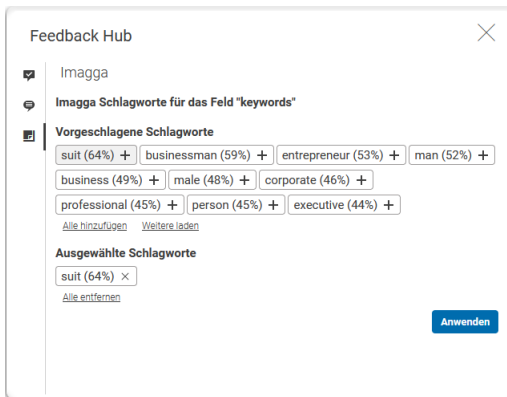 Feedback Hub
Imagga
Imagga Schlagworte für das Feld "keywords"
Vorgeschlagene Schlagworte
suit (64%) + businessman (59%) + entrepreneur (53%) + man (52%) +
business (49%) + male (48%) + corporate (46%) +
professional (45%) + person (45%) + executive (44%) +
Alle hinzufügen Weitere laden
Ausgewählte Schlagworte
suit (64%) ×
Alle entfernen
Anwenden